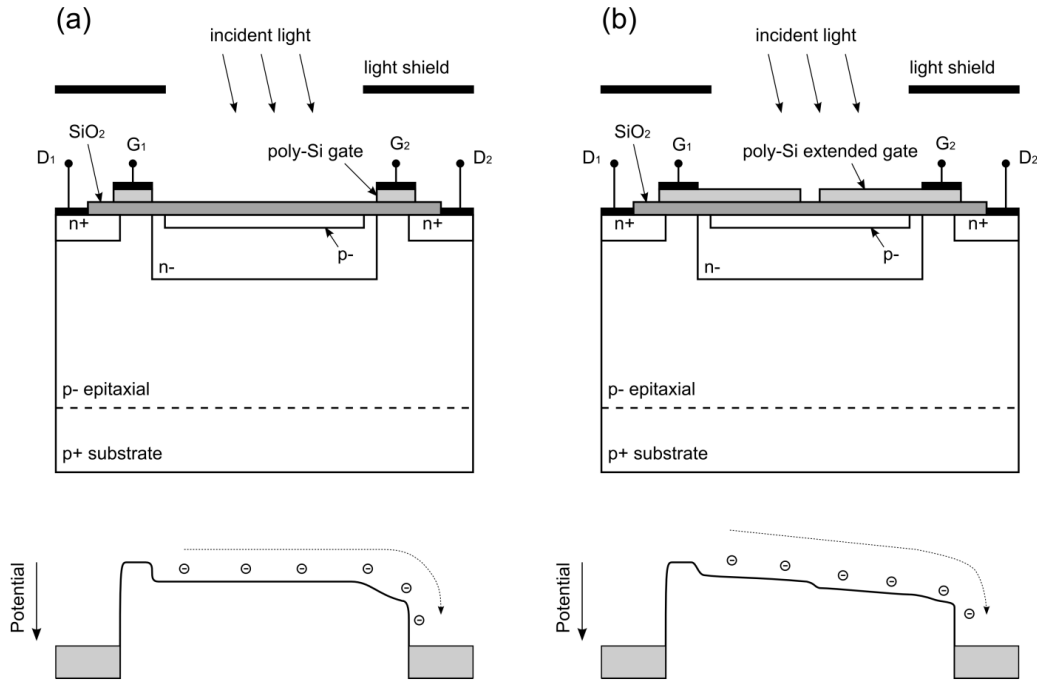 (a)
incident light
light shield
SiO₂
D₁
G₁
poly-Si gate
G₂
D₂
n+
n+
p-
n-
p- epitaxial
p+ substrate
Potential
(b)
incident light
light shield
SiO₂
D₁
G₁
poly-Si extended gate
G₂
D₂
n+
n+
p-
n-
p- epitaxial
p+ substrate
Potential